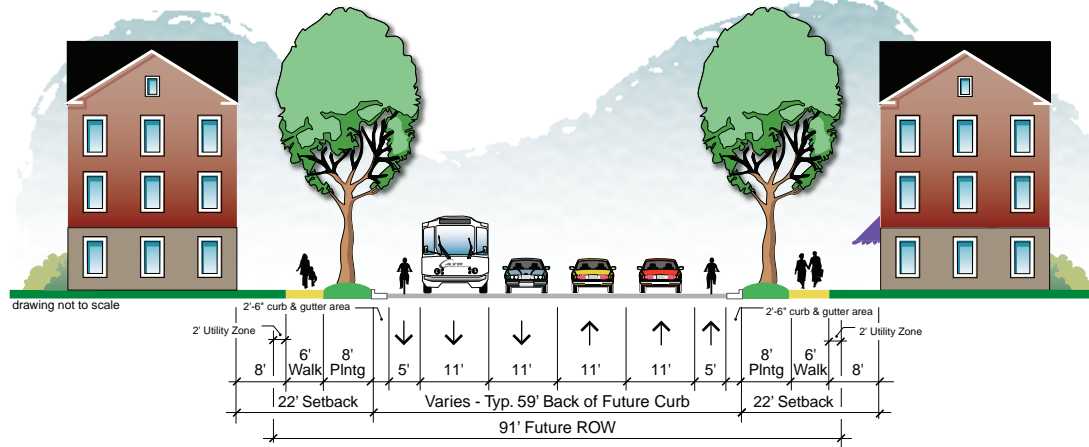 drawing not to scale
2'-6" curb & gutter area
2'-6" curb & gutter area
2' Utility Zone
2' Utility Zone
8'
6'
Walk
8'
Plntg
5'
11'
11'
11'
11'
5'
8'
Plntg
6'
Walk
8'
22' Setback
Varies - Typ. 59' Back of Future Curb
22' Setback
91' Future ROW